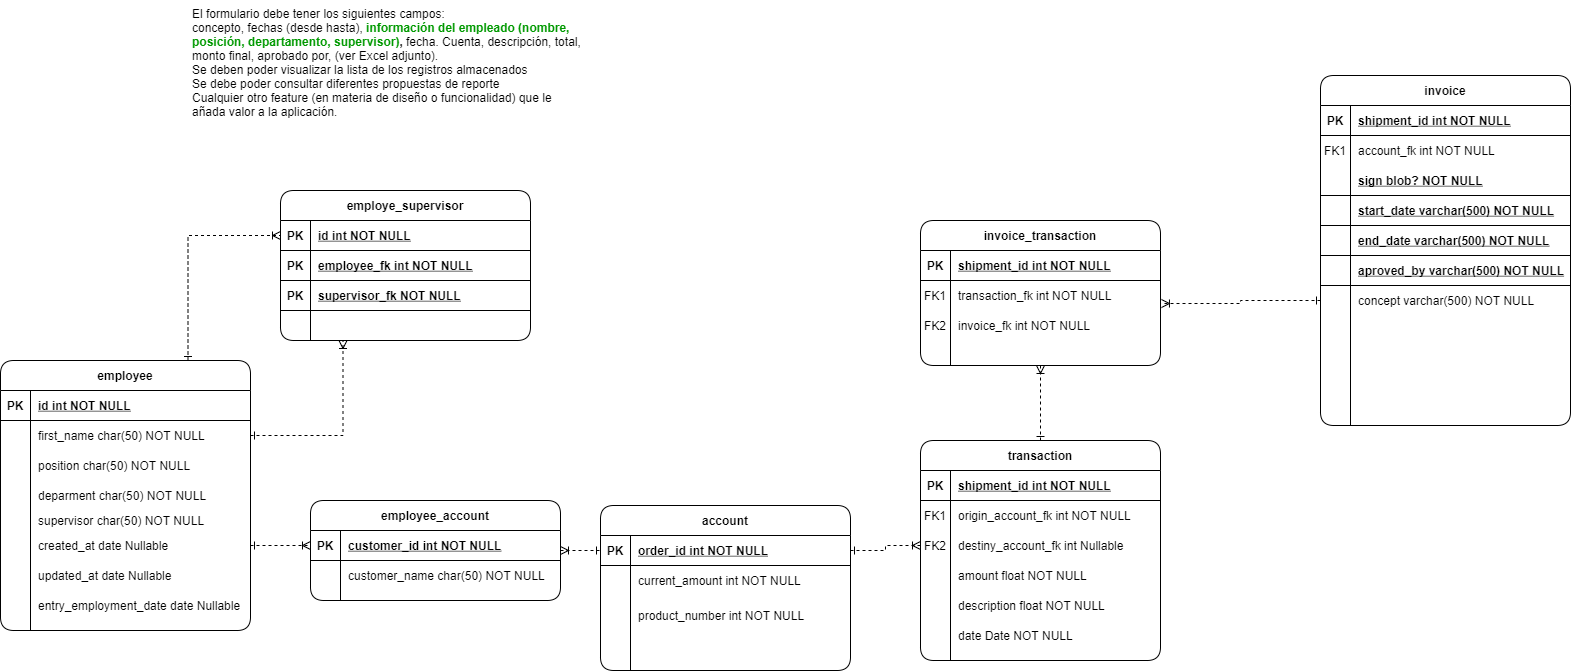 El formulario debe tener los siguientes campos:
concepto, fechas (desde hasta), información del empleado (nombre,
posición, departamento, supervisor), fecha. Cuenta, descripción, total,
monto final, aprobado por, (ver Excel adjunto).
Se deben poder visualizar la lista de los registros almacenados
Se debe poder consultar diferentes propuestas de reporte
Cualquier otro feature (en materia de diseño o funcionalidad) que le
añada valor a la aplicación.
invoice
PK shipment_id int NOT NULL
FK1 account_fk int NOT NULL
sign blob? NOT NULL
start_date varchar(500) NOT NULL
end_date varchar(500) NOT NULL
aproved_by varchar(500) NOT NULL
concept varchar(500) NOT NULL
employe_supervisor
PK id int NOT NULL
PK employee_fk int NOT NULL
PK supervisor_fk NOT NULL
invoice_transaction
PK shipment_id int NOT NULL
FK1 transaction_fk int NOT NULL
FK2 invoice_fk int NOT NULL
employee
PK id int NOT NULL
first_name char(50) NOT NULL
position char(50) NOT NULL
deparment char(50) NOT NULL
supervisor char(50) NOT NULL
created_at date Nullable
updated_at date Nullable
entry_employment_date date Nullable
employee_account
PK customer_id int NOT NULL
customer_name char(50) NOT NULL
account
PK order_id int NOT NULL
current_amount int NOT NULL
product_number int NOT NULL
transaction
PK shipment_id int NOT NULL
FK1 origin_account_fk int NOT NULL
FK2 destiny_account_fk int Nullable
amount float NOT NULL
description float NOT NULL
date Date NOT NULL